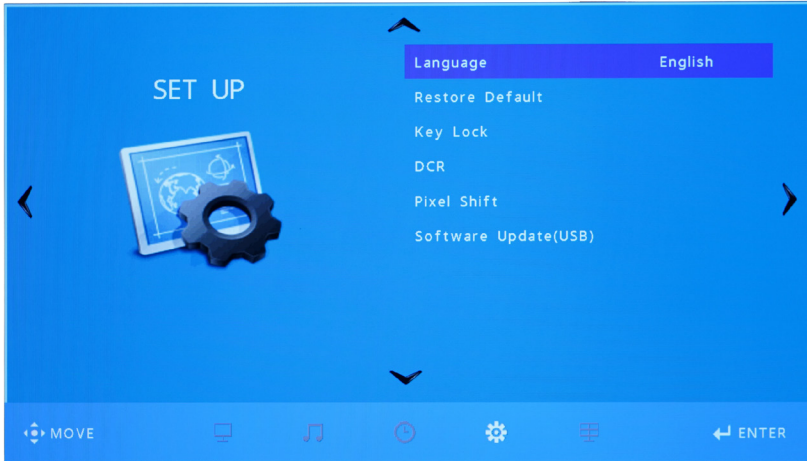 SET UP
Language English
Restore Default
Key Lock
DCR
Pixel Shift
Software Update(USB)
MOVE ENTER